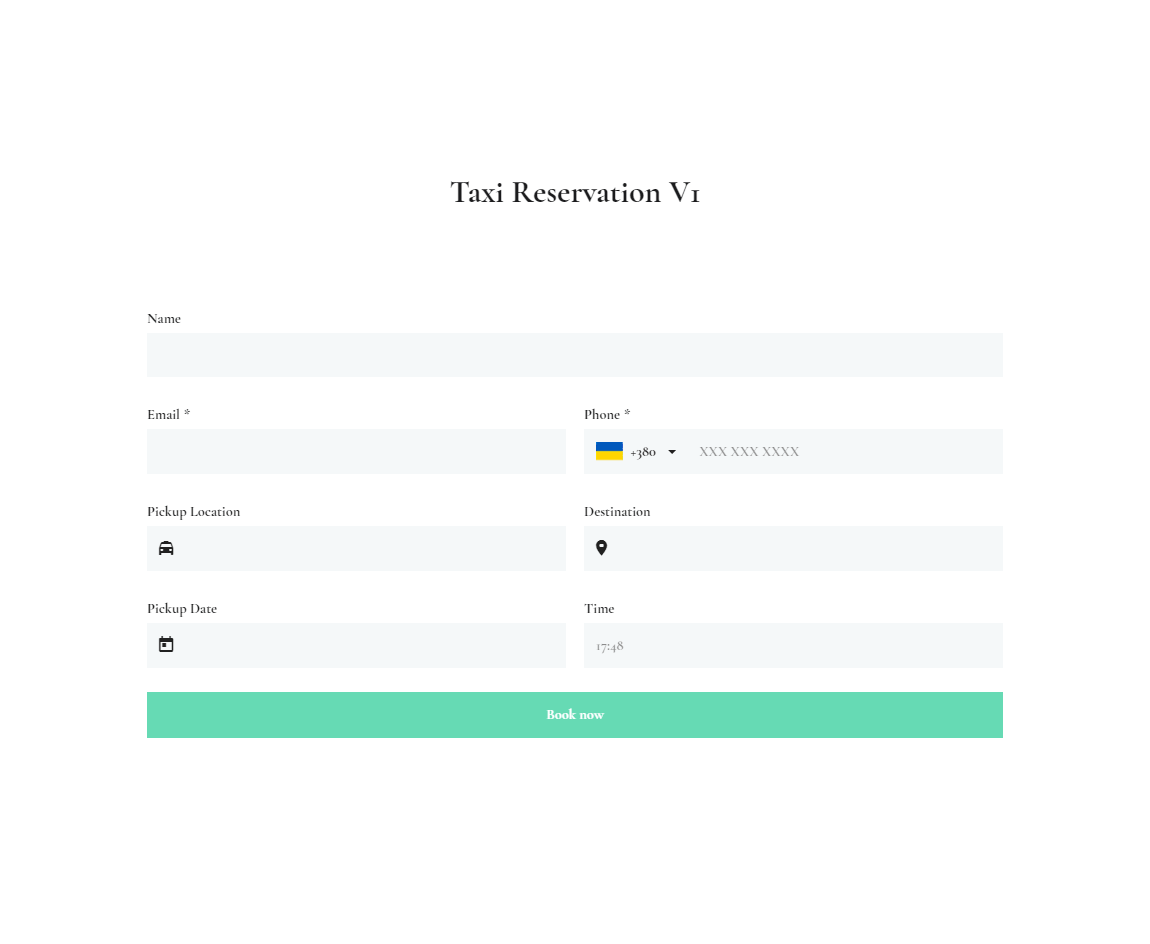 Taxi Reservation V1
Name
Email *
Phone *
+380 XXX XXX XXXX
Pickup Location
Destination
Pickup Date
Time
17:48
Book now